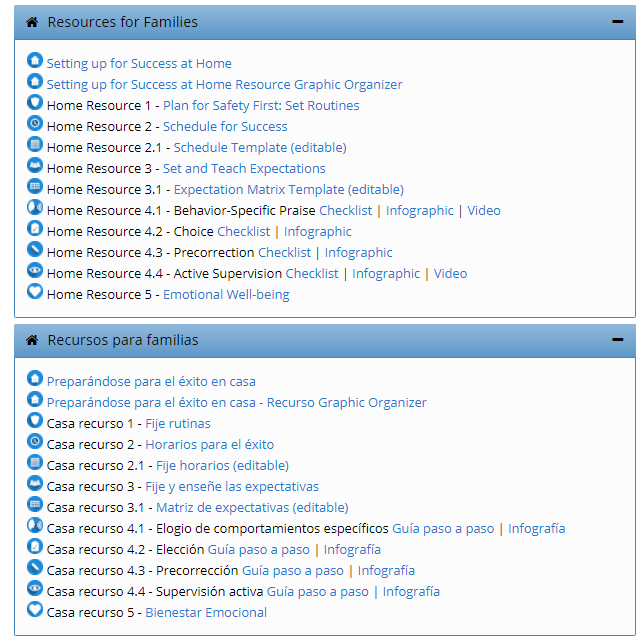 Resources for Families
Setting up for Success at Home
Setting up for Success at Home Resource Graphic Organizer
Home Resource 1 - Plan for Safety First: Set Routines
Home Resource 2 - Schedule for Success
Home Resource 2.1 - Schedule Template (editable)
Home Resource 3 - Set and Teach Expectations
Home Resource 3.1 - Expectation Matrix Template (editable)
Home Resource 4.1 - Behavior-Specific Praise Checklist | Infographic | Video
Home Resource 4.2 - Choice Checklist | Infographic
Home Resource 4.3 - Precorrection Checklist | Infographic
Home Resource 4.4 - Active Supervision Checklist | Infographic | Video
Home Resource 5 - Emotional Well-being
Recursos para familias
Preparándose para el éxito en casa
Preparándose para el éxito en casa - Recurso Graphic Organizer
Casa recurso 1 - Fije rutinas
Casa recurso 2 - Horarios para el éxito
Casa recurso 2.1 - Fije horarios (editable)
Casa recurso 3 - Fije y enseñe las expectativas
Casa recurso 3.1 - Matriz de expectativas (editable)
Casa recurso 4.1 - Elogio de comportamientos específicos Guía paso a paso | Infografía
Casa recurso 4.2 - Elección Guía paso a paso | Infografía
Casa recurso 4.3 - Precorrección Guía paso a paso | Infografía
Casa recurso 4.4 - Supervisión activa Guía paso a paso | Infografía
Casa recurso 5 - Bienestar Emocional